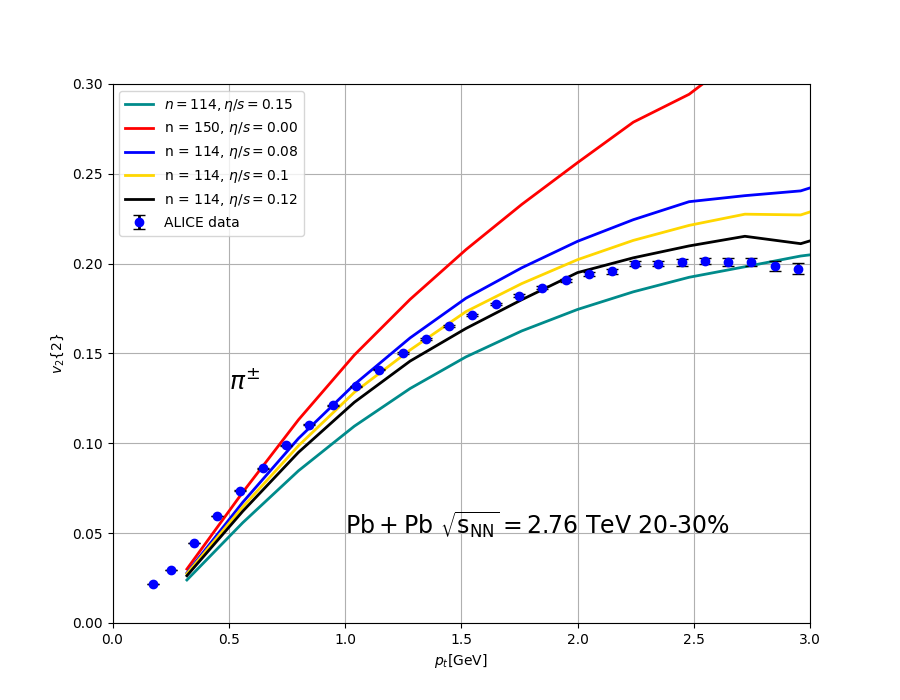 0.30
0.25
0.20
0.15
0.10
0.05
0.00
v₂{2}
n = 114, η/s = 0.15
n = 150, η/s = 0.00
n = 114, η/s = 0.08
n = 114, η/s = 0.1
n = 114, η/s = 0.12
ALICE data
π±
Pb + Pb √sNN = 2.76 TeV 20-30%
0.0 0.5 1.0 1.5 2.0 2.5 3.0
pₜ[GeV]